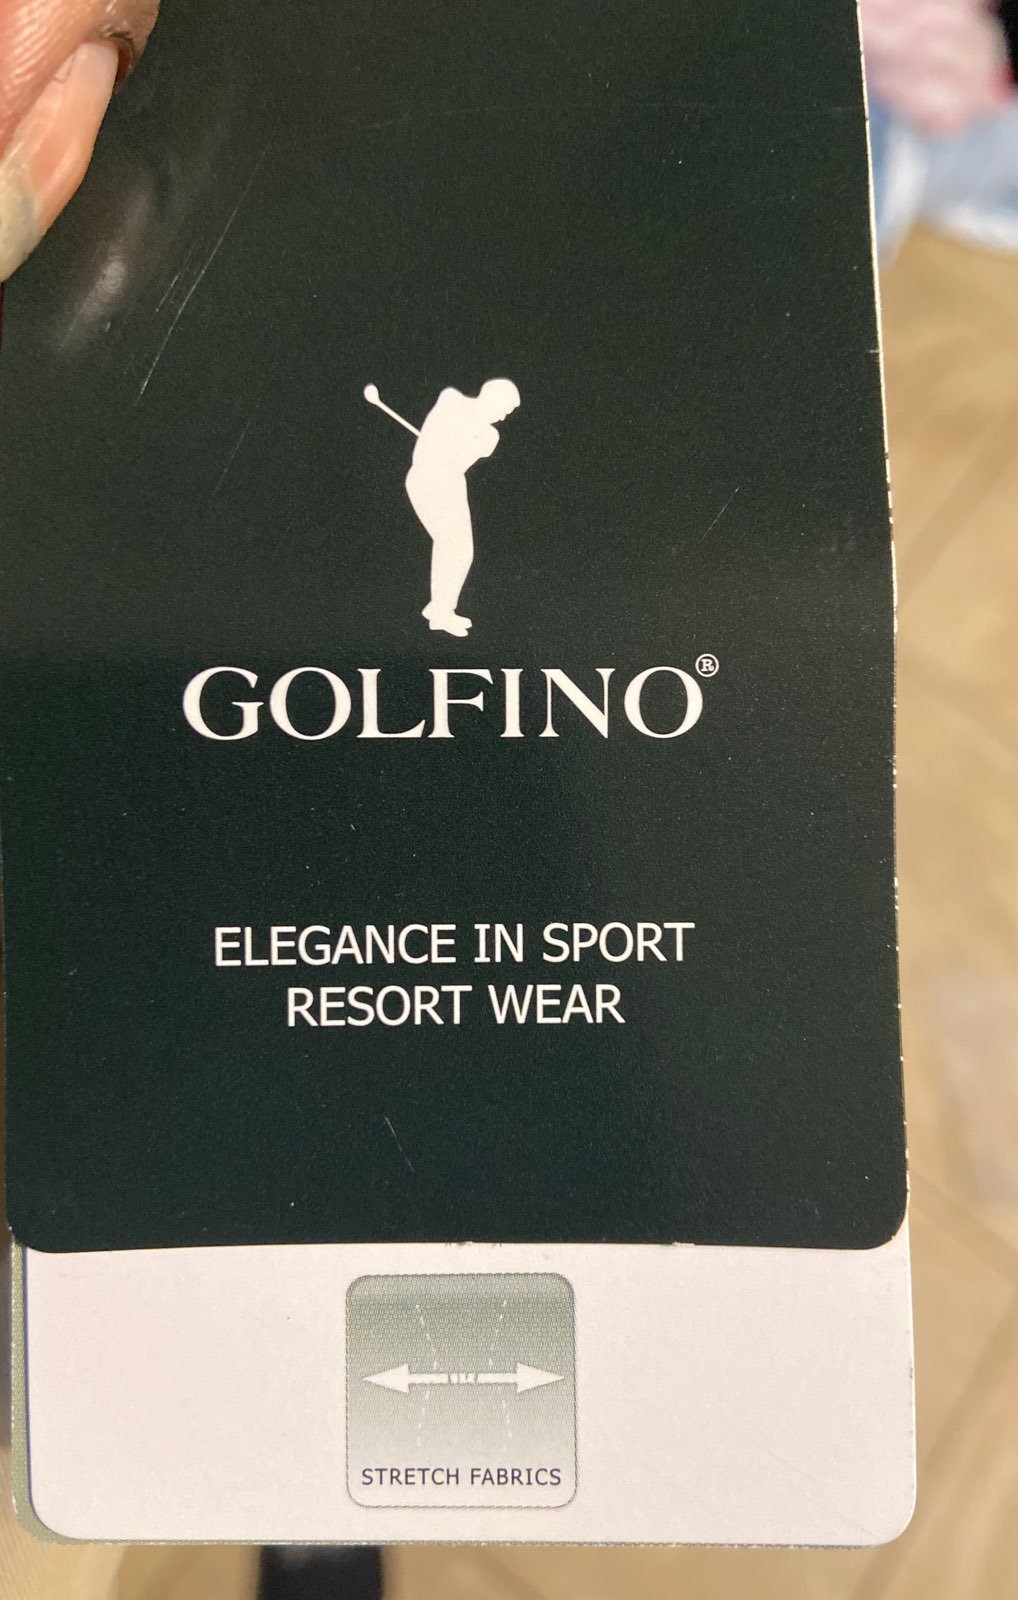 GOLFINO®
ELEGANCE IN SPORT
RESORT WEAR
STRETCH FABRICS